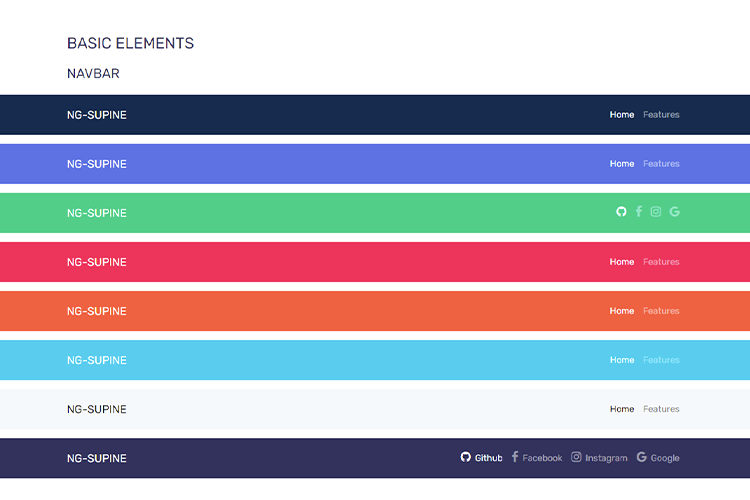 BASIC ELEMENTS
NAVBAR
NG-SUPINE Home Features
NG-SUPINE Home Features
NG-SUPINE
NG-SUPINE Home Features
NG-SUPINE Home Features
NG-SUPINE Home Features
NG-SUPINE Home Features
NG-SUPINE Github Facebook Instagram Google